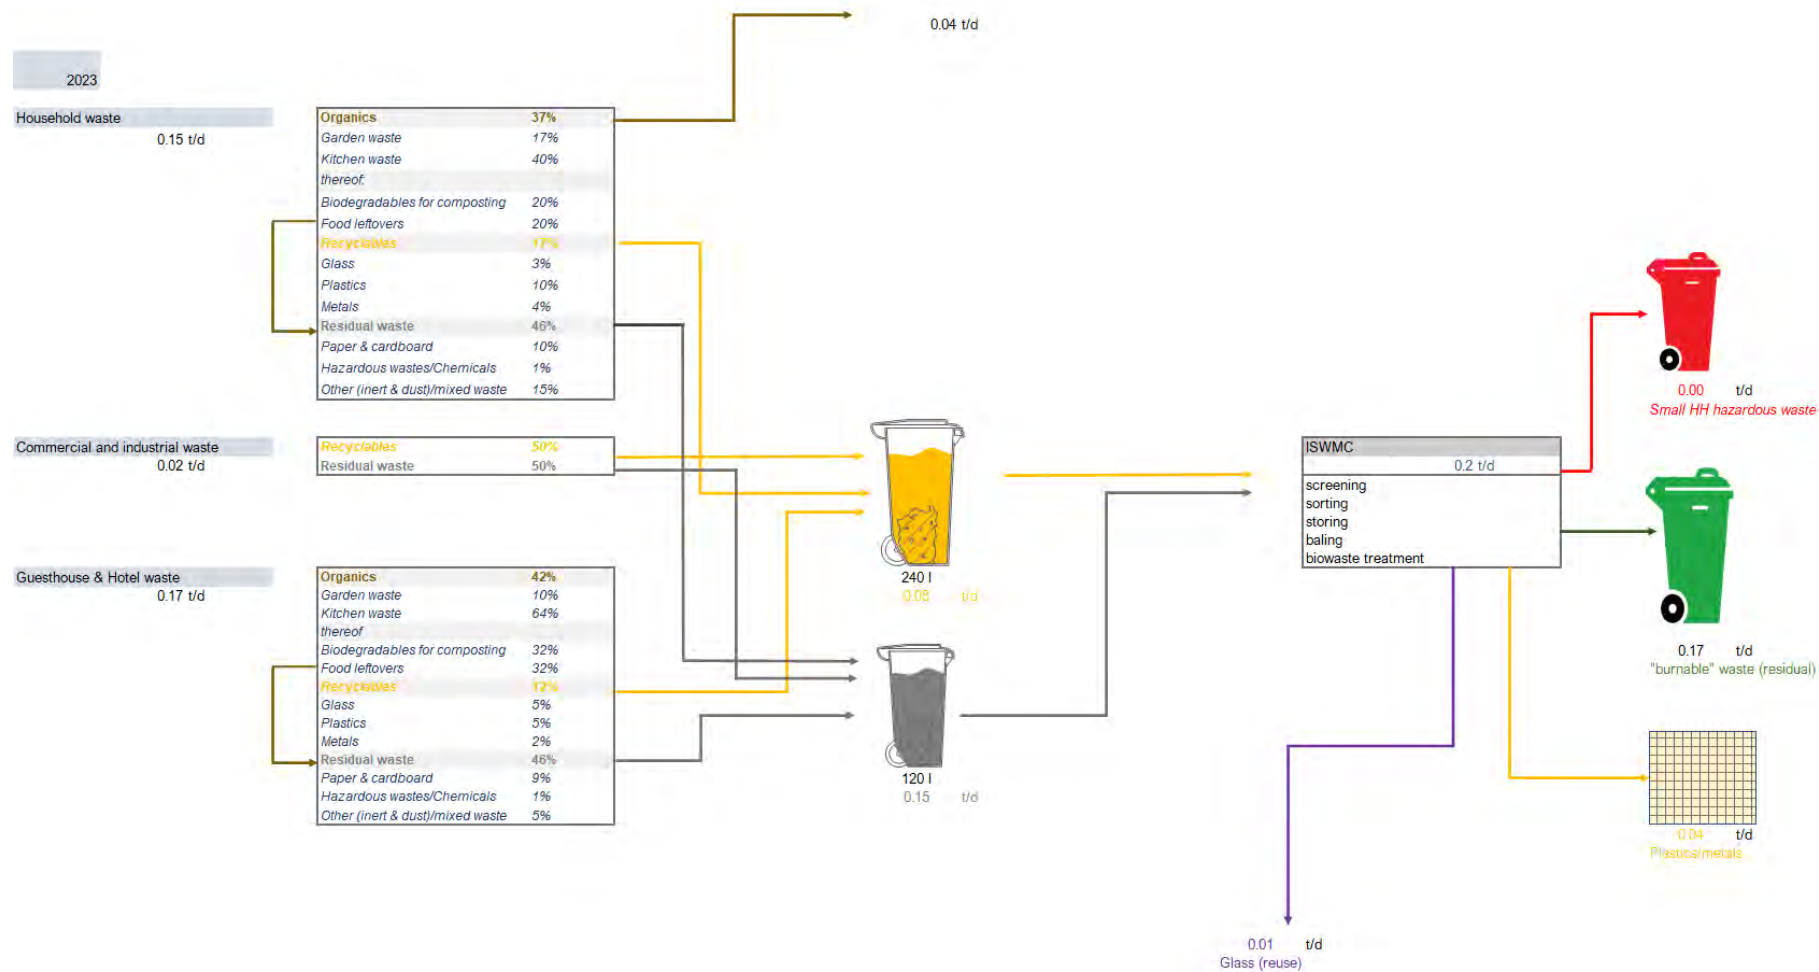 0.04 t/d
2023
Household waste
0.15 t/d
Organics 37%
Garden waste 17%
Kitchen waste 40%
thereof:
Biodegradables for composting 20%
Food leftovers 20%
Recyclables 17%
Glass 3%
Plastics 10%
Metals 4%
Residual waste 46%
Paper & cardboard 10%
Hazardous wastes/Chemicals 1%
Other (inert & dust)/mixed waste 15%
Commercial and industrial waste
0.02 t/d
Recyclables 50%
Residual waste 50%
Guesthouse & Hotel waste
0.17 t/d
Organics 42%
Garden waste 10%
Kitchen waste 64%
thereof
Biodegradables for composting 32%
Food leftovers 32%
Recyclables 12%
Glass 5%
Plastics 5%
Metals 2%
Residual waste 46%
Paper & cardboard 9%
Hazardous wastes/Chemicals 1%
Other (inert & dust)/mixed waste 5%
240 l
t/d
120 l
0.15 t/d
ISWMC
0.2 t/d
screening
sorting
storing
baling
biowaste treatment
0.00 t/d
Small HH hazardous waste
0.17 t/d
"burnable" waste (residual)
0.04 t/d
Plastics/metals
0.01 t/d
Glass (reuse)